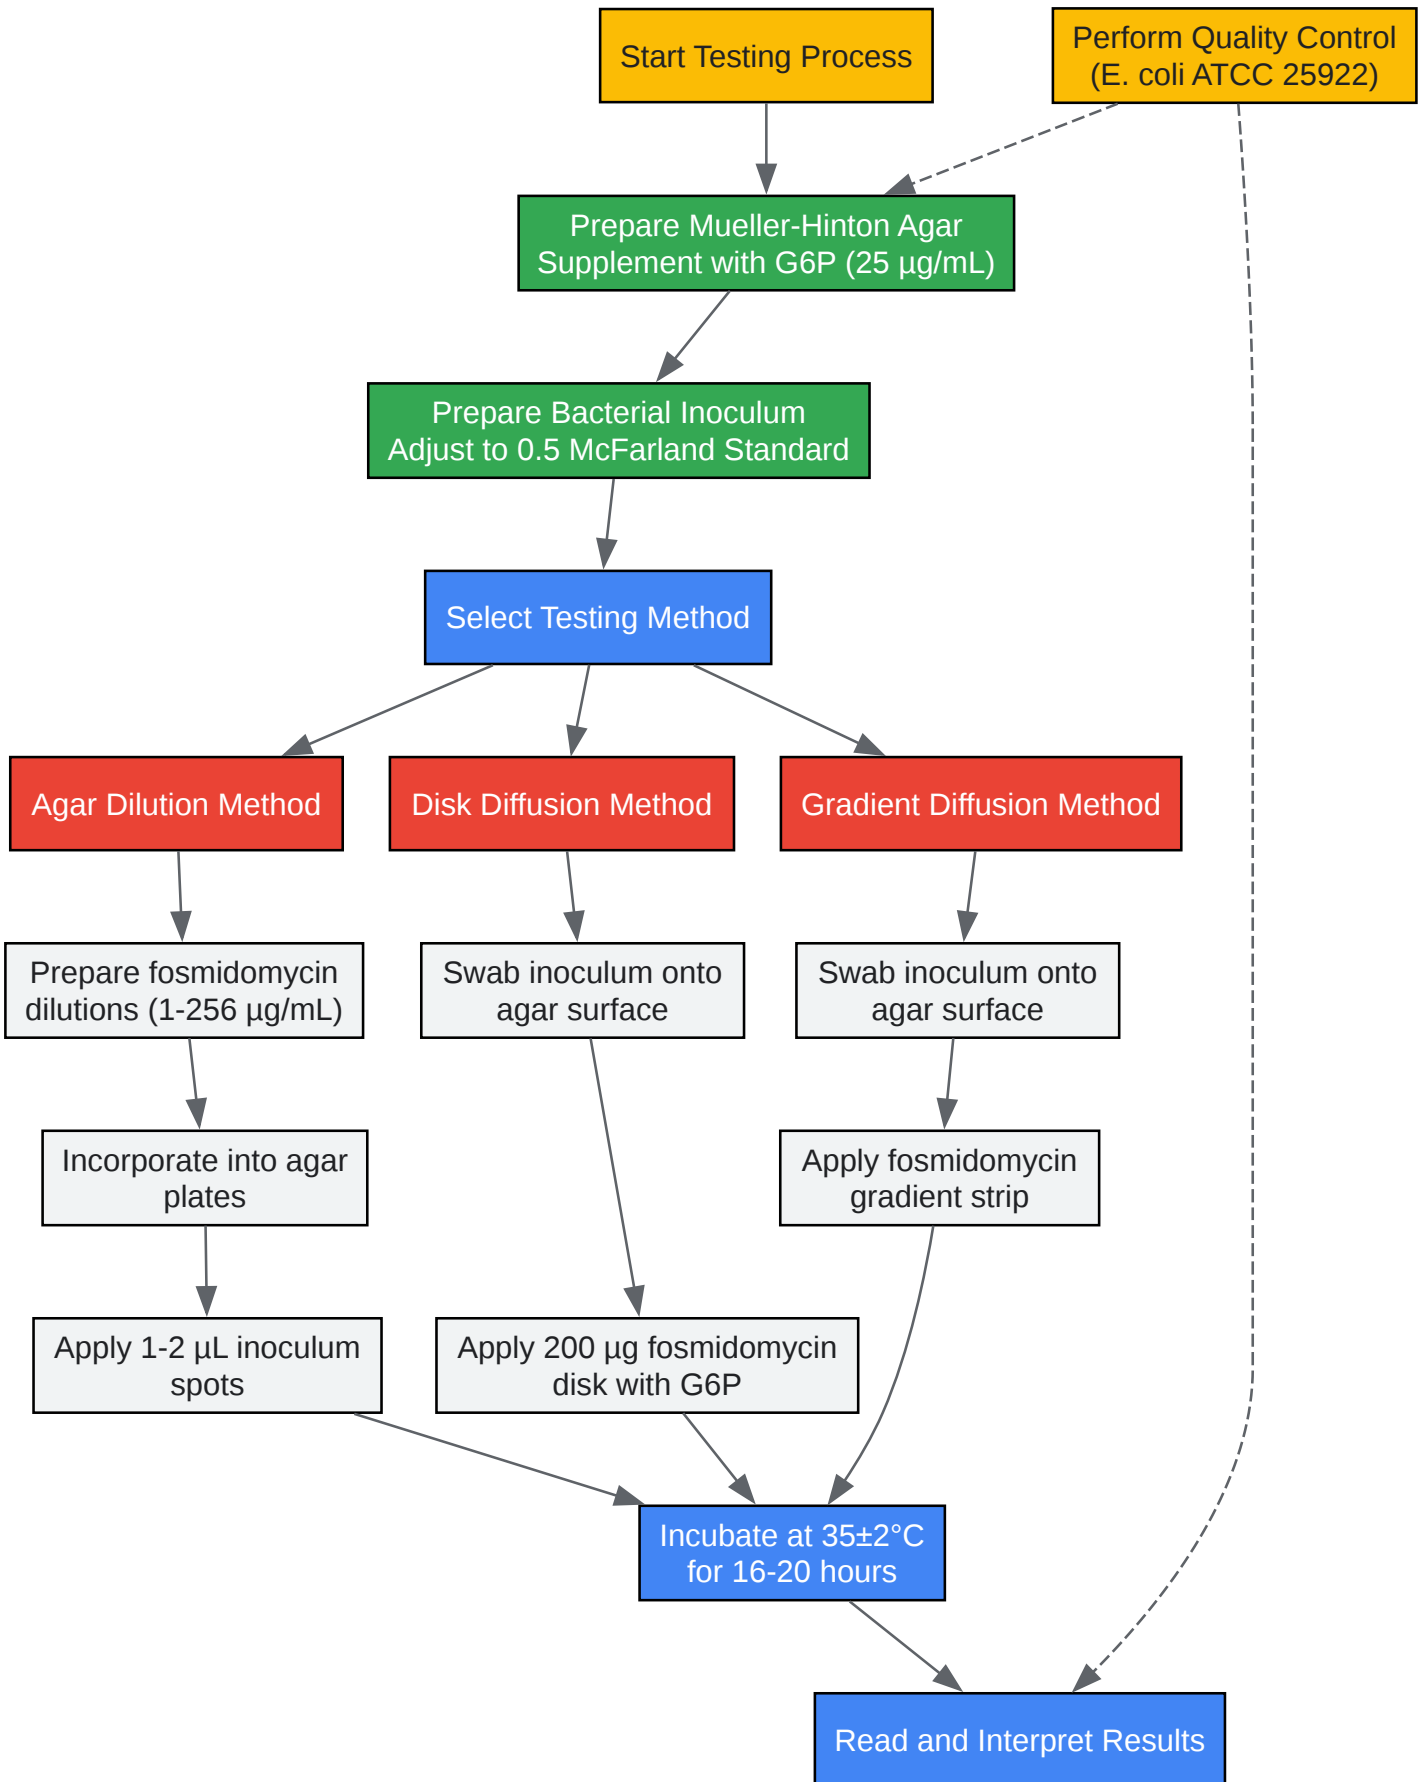 Start Testing Process
Perform Quality Control
(E. coli ATCC 25922)
Prepare Mueller-Hinton Agar
Supplement with G6P (25 µg/mL)
Prepare Bacterial Inoculum
Adjust to 0.5 McFarland Standard
Select Testing Method
Agar Dilution Method
Disk Diffusion Method
Gradient Diffusion Method
Prepare fosmidomycin
dilutions (1-256 µg/mL)
Swab inoculum onto
agar surface
Swab inoculum onto
agar surface
Incorporate into agar
plates
Apply fosmidomycin
gradient strip
Apply 1-2 µL inoculum
spots
Apply 200 µg fosmidomycin
disk with G6P
Incubate at 35±2°C
for 16-20 hours
Read and Interpret Results